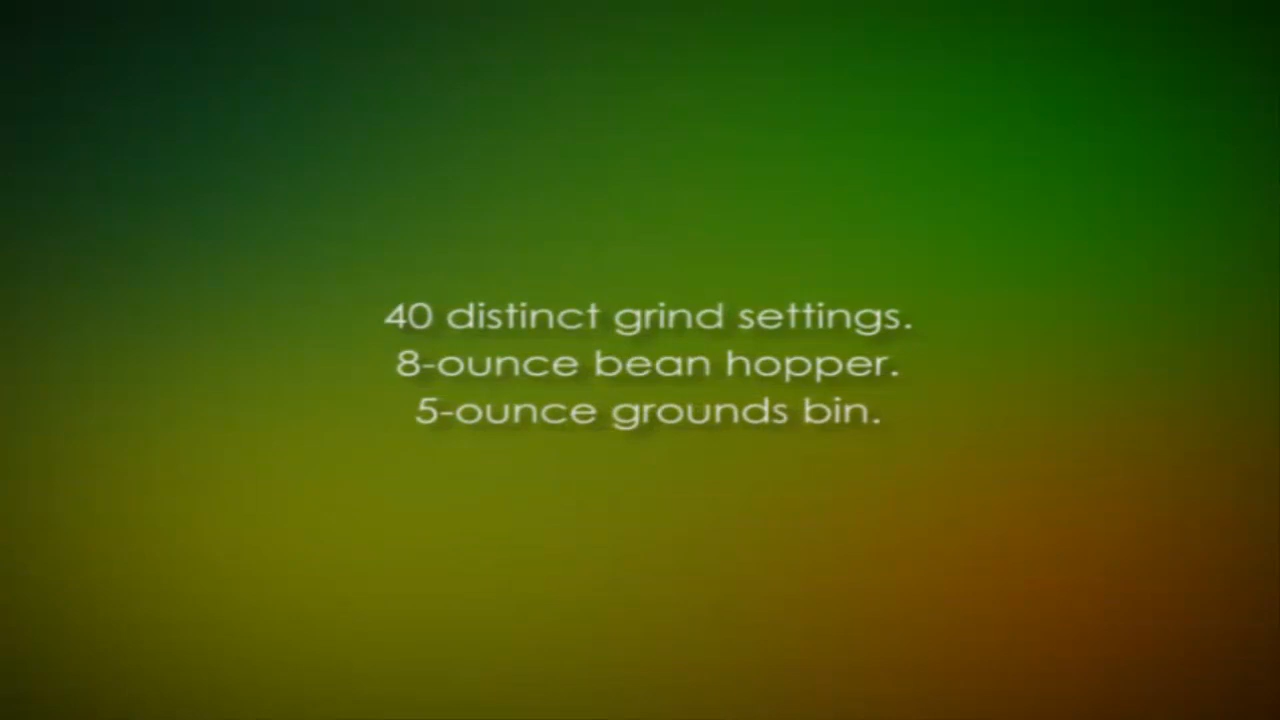 40 distinct grind settings.
8-ounce bean hopper.
5-ounce grounds bin.